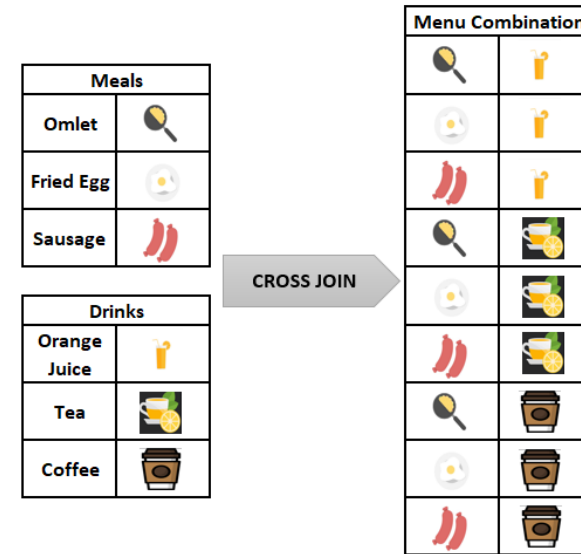 Meals
Omlet
Fried Egg
Sausage
Drinks
Orange
Juice
Tea
Coffee
CROSS JOIN
Menu Combination